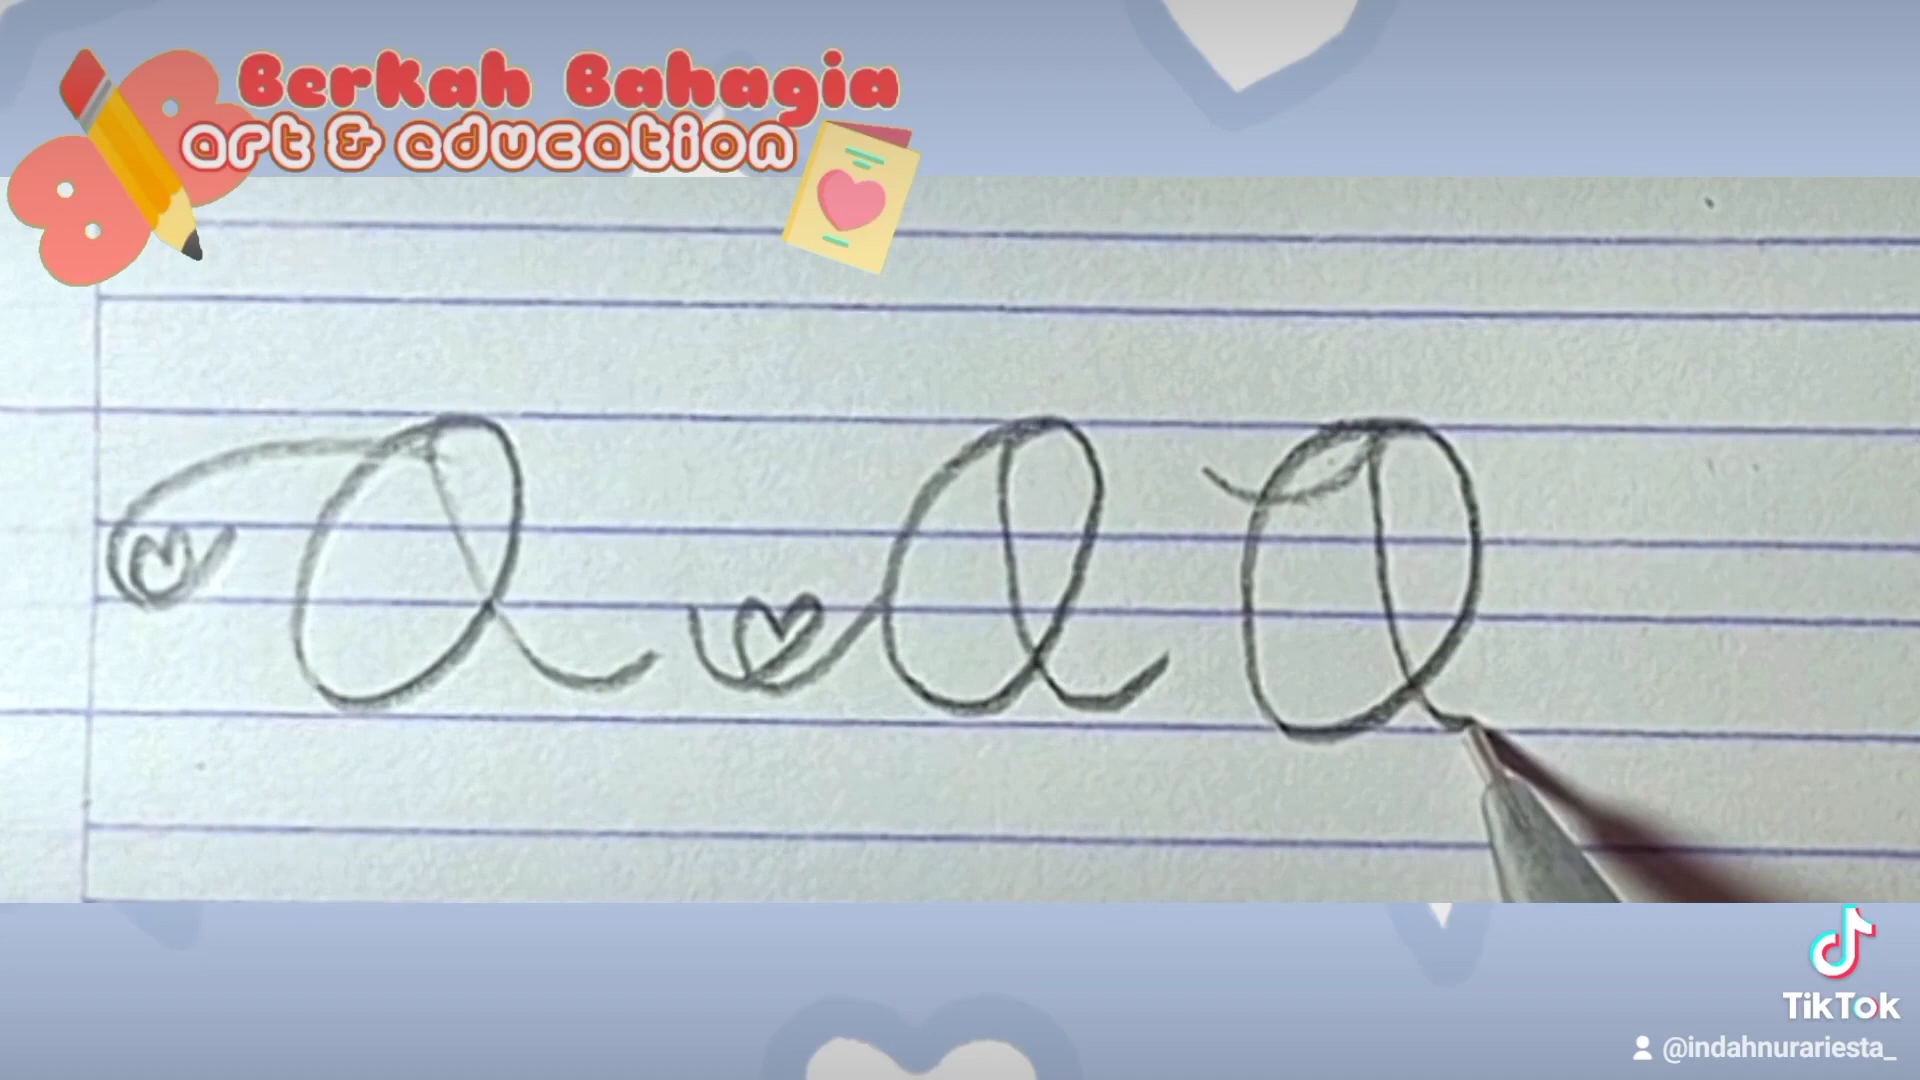 Berkah Bahagia
art & education
TikTok
@indahnurariesta_